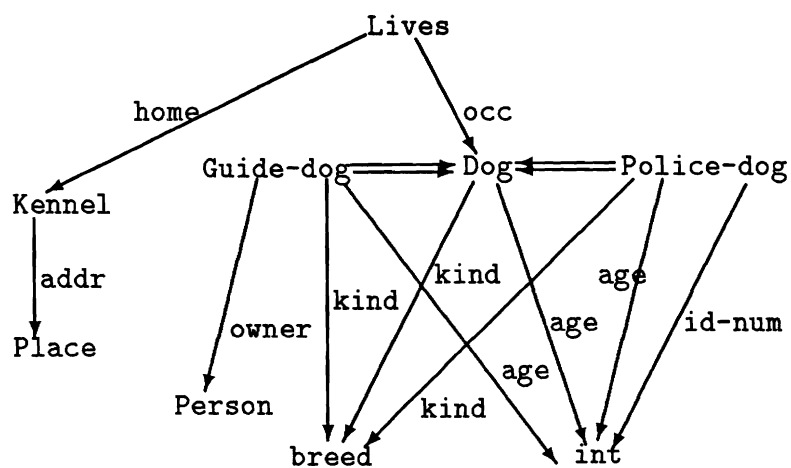 Lives
home
occ
Guide-dog
Dog
Police-dog
Kennel
addr
kind
age
kind
owner
age
id-num
Place
age
Person
kind
breed
int